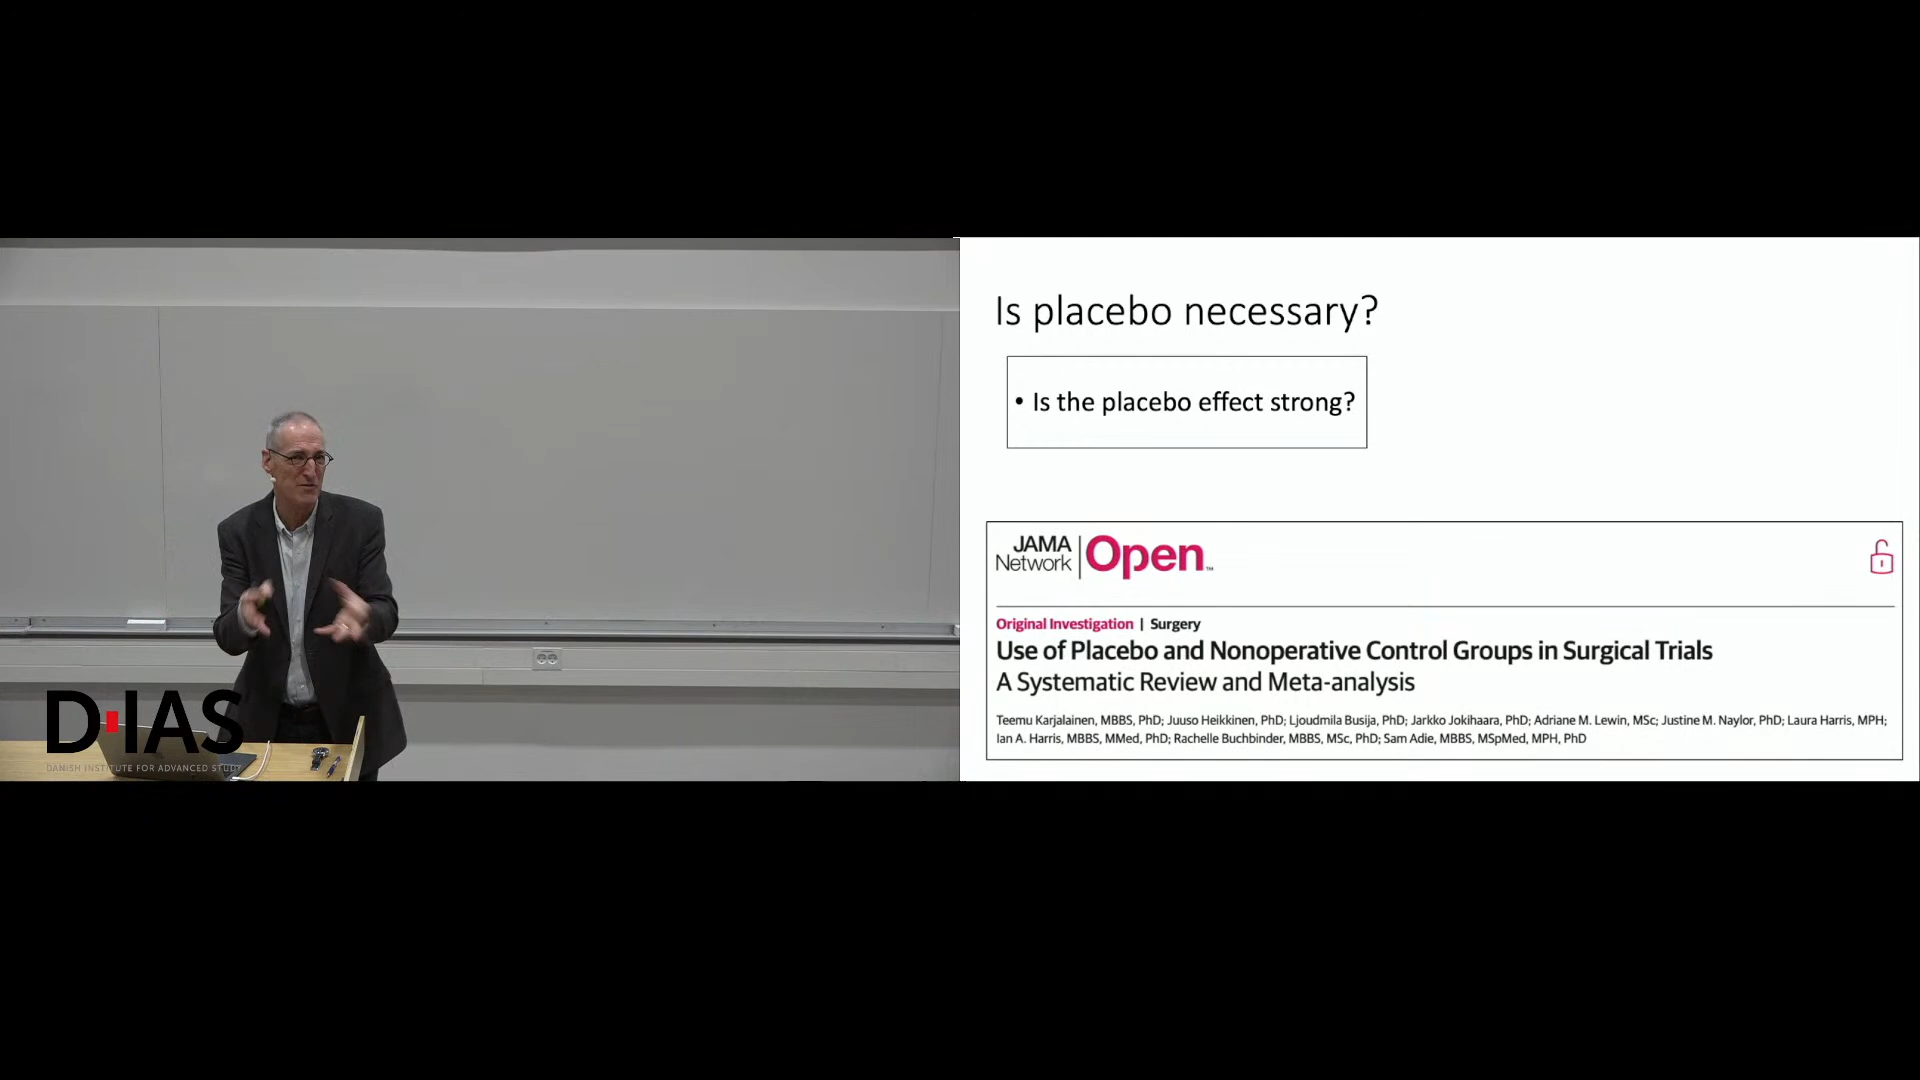 D-IAS
DANISH INSTITUTE FOR ADVANCED STUDY
Is placebo necessary?
• Is the placebo effect strong?
JAMA
Network
Open™
Original Investigation | Surgery
Use of Placebo and Nonoperative Control Groups in Surgical Trials
A Systematic Review and Meta-analysis
Teemu Karjalainen, MBBS, PhD; Juuso Heikkinen, PhD; Ljoudmila Busija, PhD; Jarkko Jokihaara, PhD; Adriane M. Lewin, MSc; Justine M. Naylor, PhD; Laura Harris, MPH;
Ian A. Harris, MBBS, MMed, PhD; Rachelle Buchbinder, MBBS, MSc, PhD; Sam Adie, MBBS, MSpMed, MPH, PhD